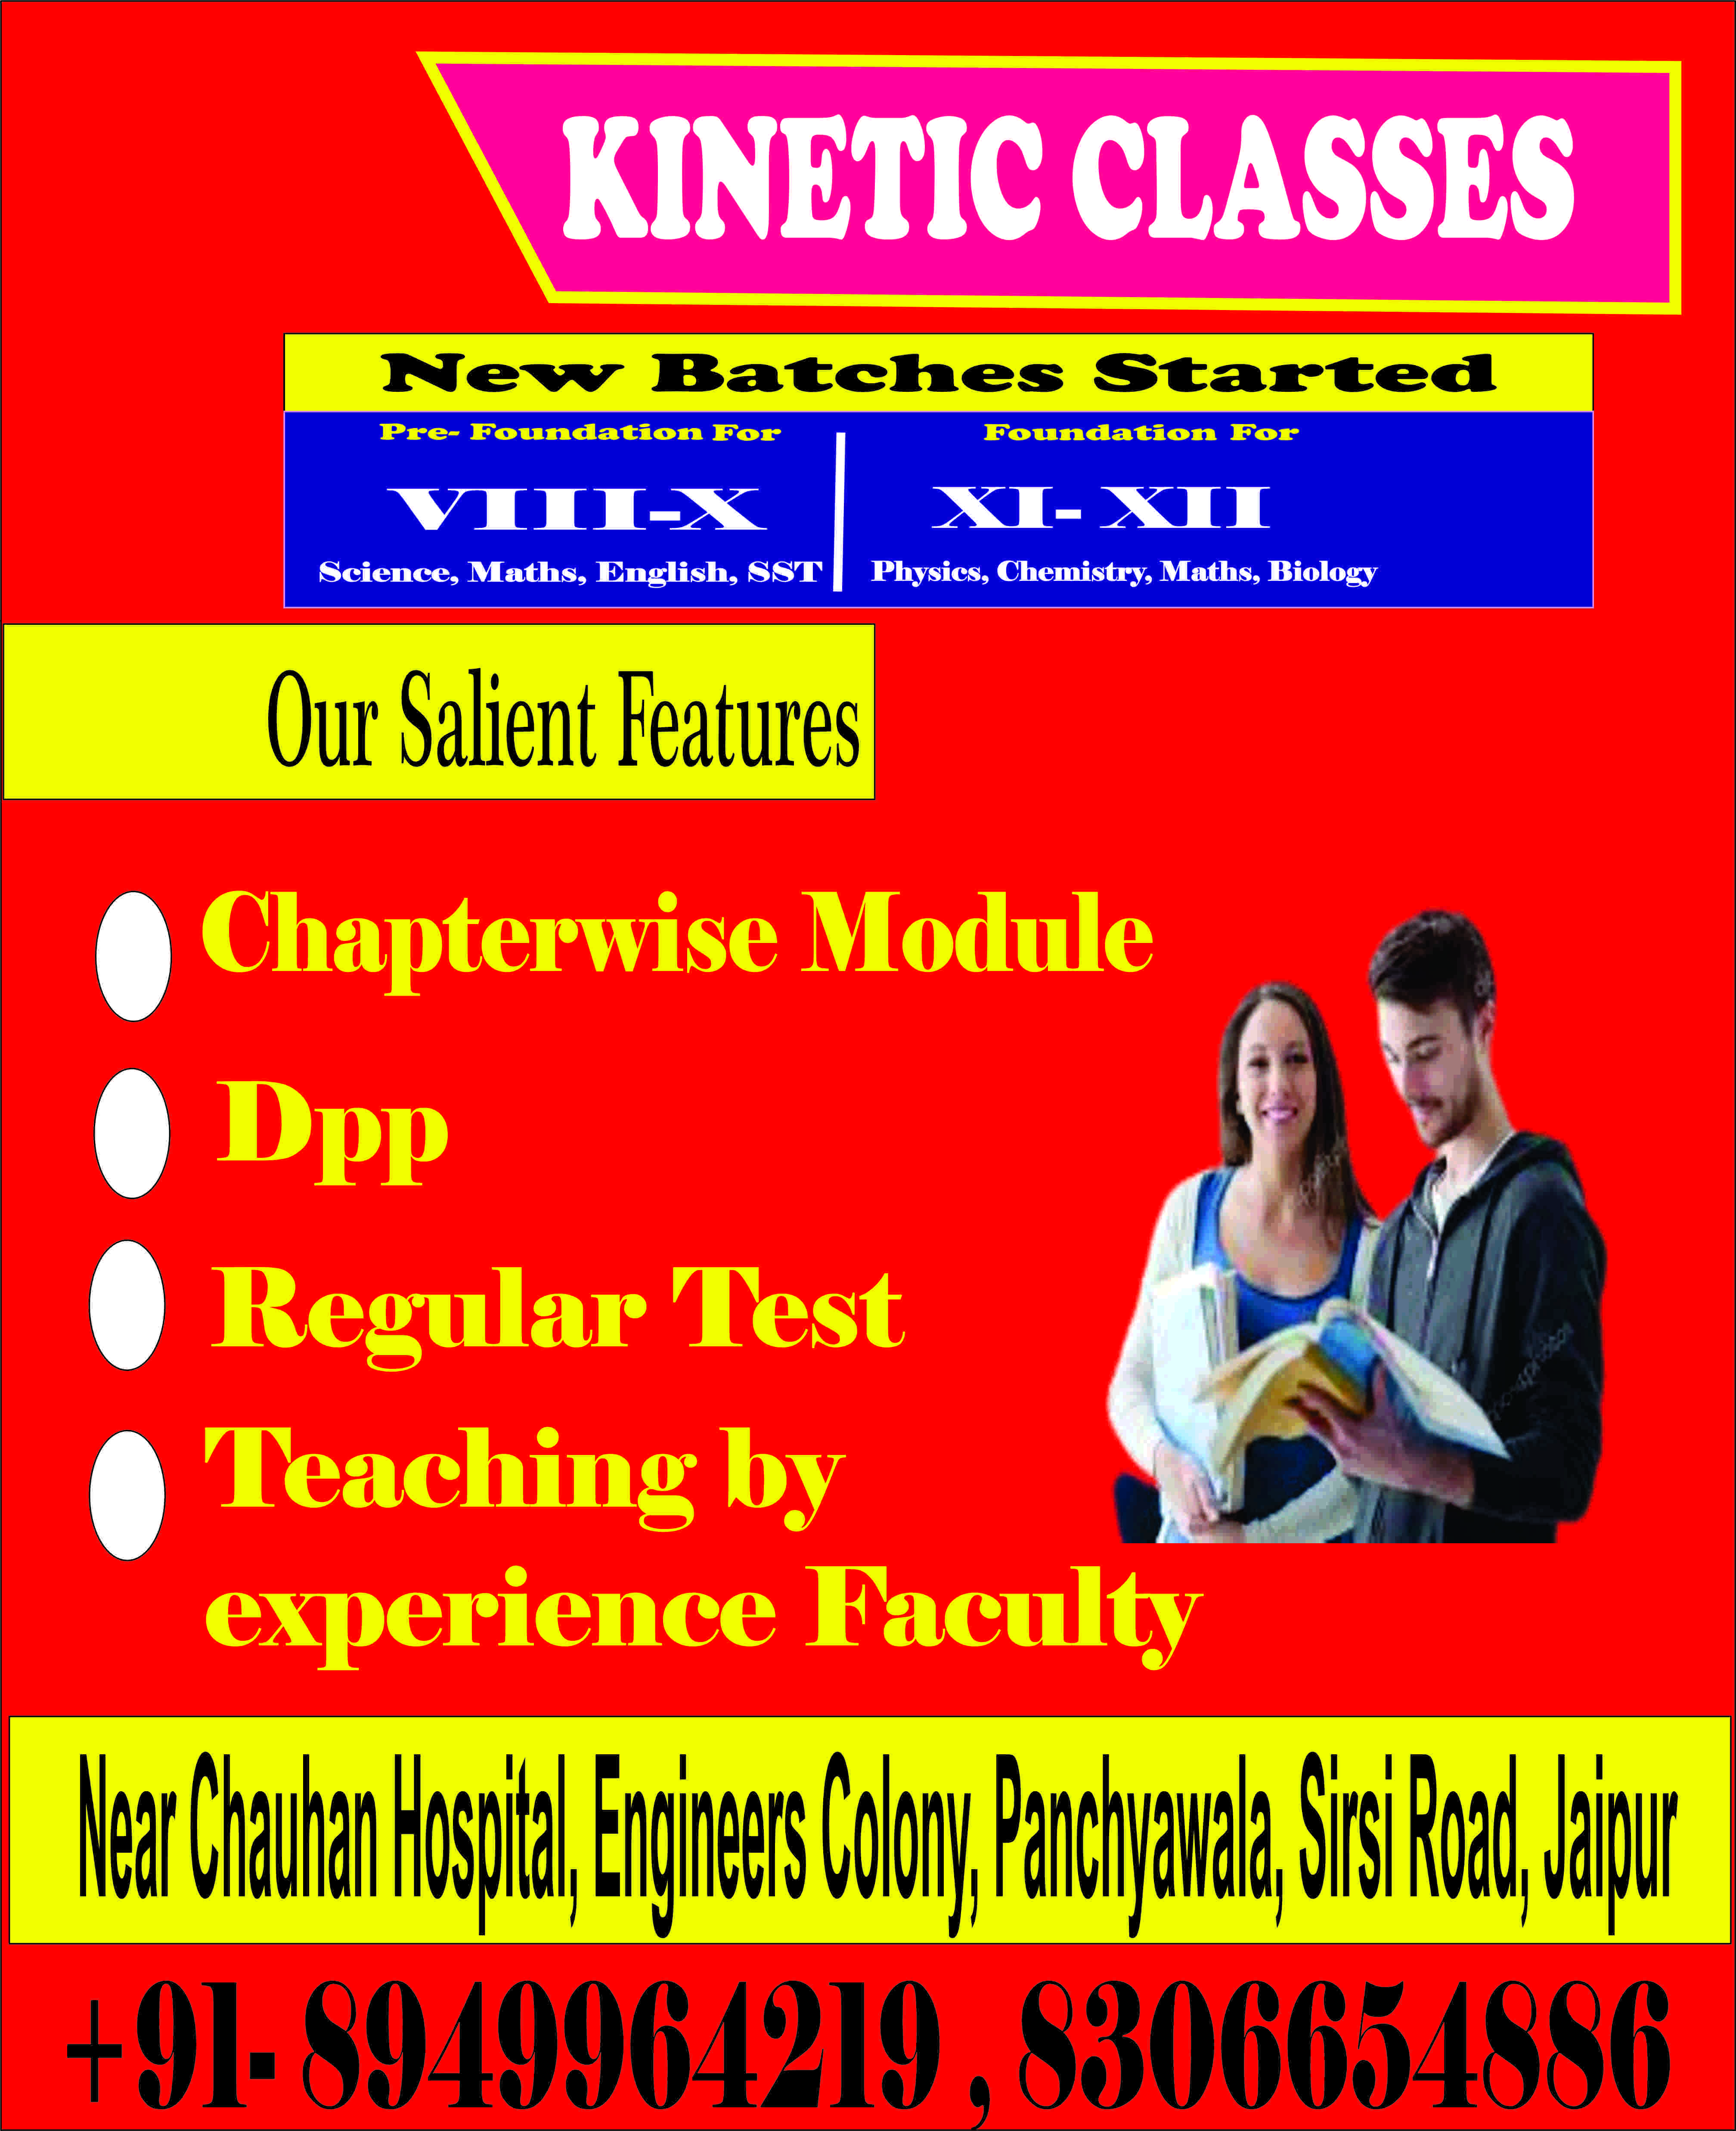 KINETIC CLASSES
New Batches Started
Pre- Foundation For
VIII-X
Science, Maths, English, SST
Foundation For
XI- XII
Physics, Chemistry, Maths, Biology
Our Salient Features
Chapterwise Module
Dpp
Regular Test
Teaching by
experience Faculty
Near Chauhan Hospital, Engineers Colony, Panchyawala, Sirsi Road, Jaipur
+91- 8949964219 , 8306654886